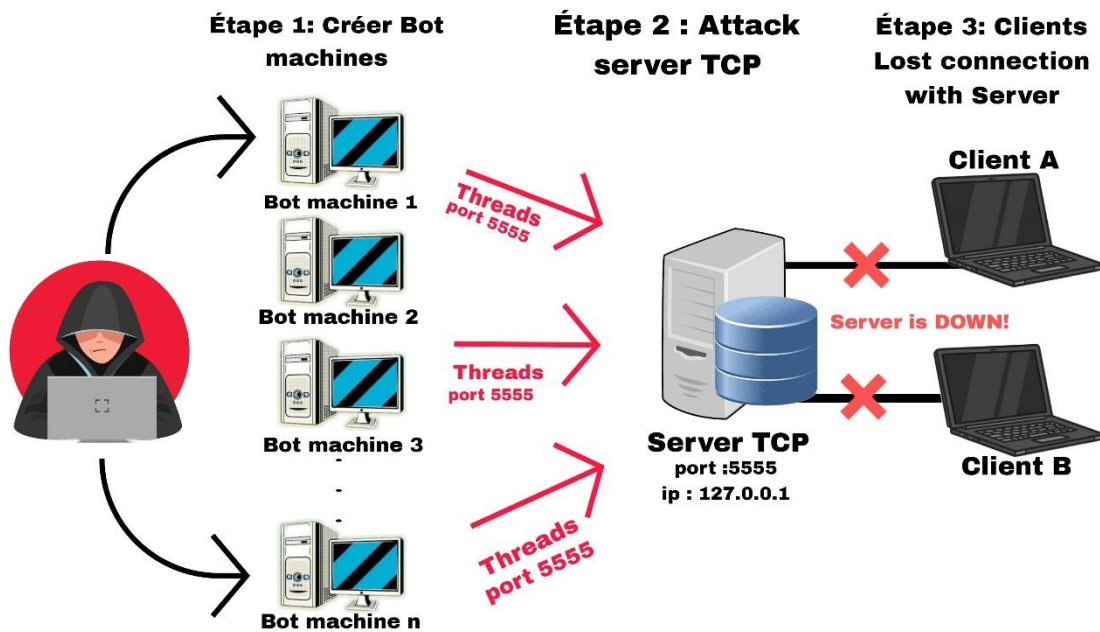 Étape 1: Créer Bot
machines
Étape 2 : Attack
server TCP
Étape 3: Clients
Lost connection
with Server
Bot machine 1
Bot machine 2
Bot machine 3
Bot machine n
Threads
port 5555
Threads
port 5555
Threads
port 5555
Server TCP
port :5555
ip : 127.0.0.1
Client A
Server is DOWN!
Client B